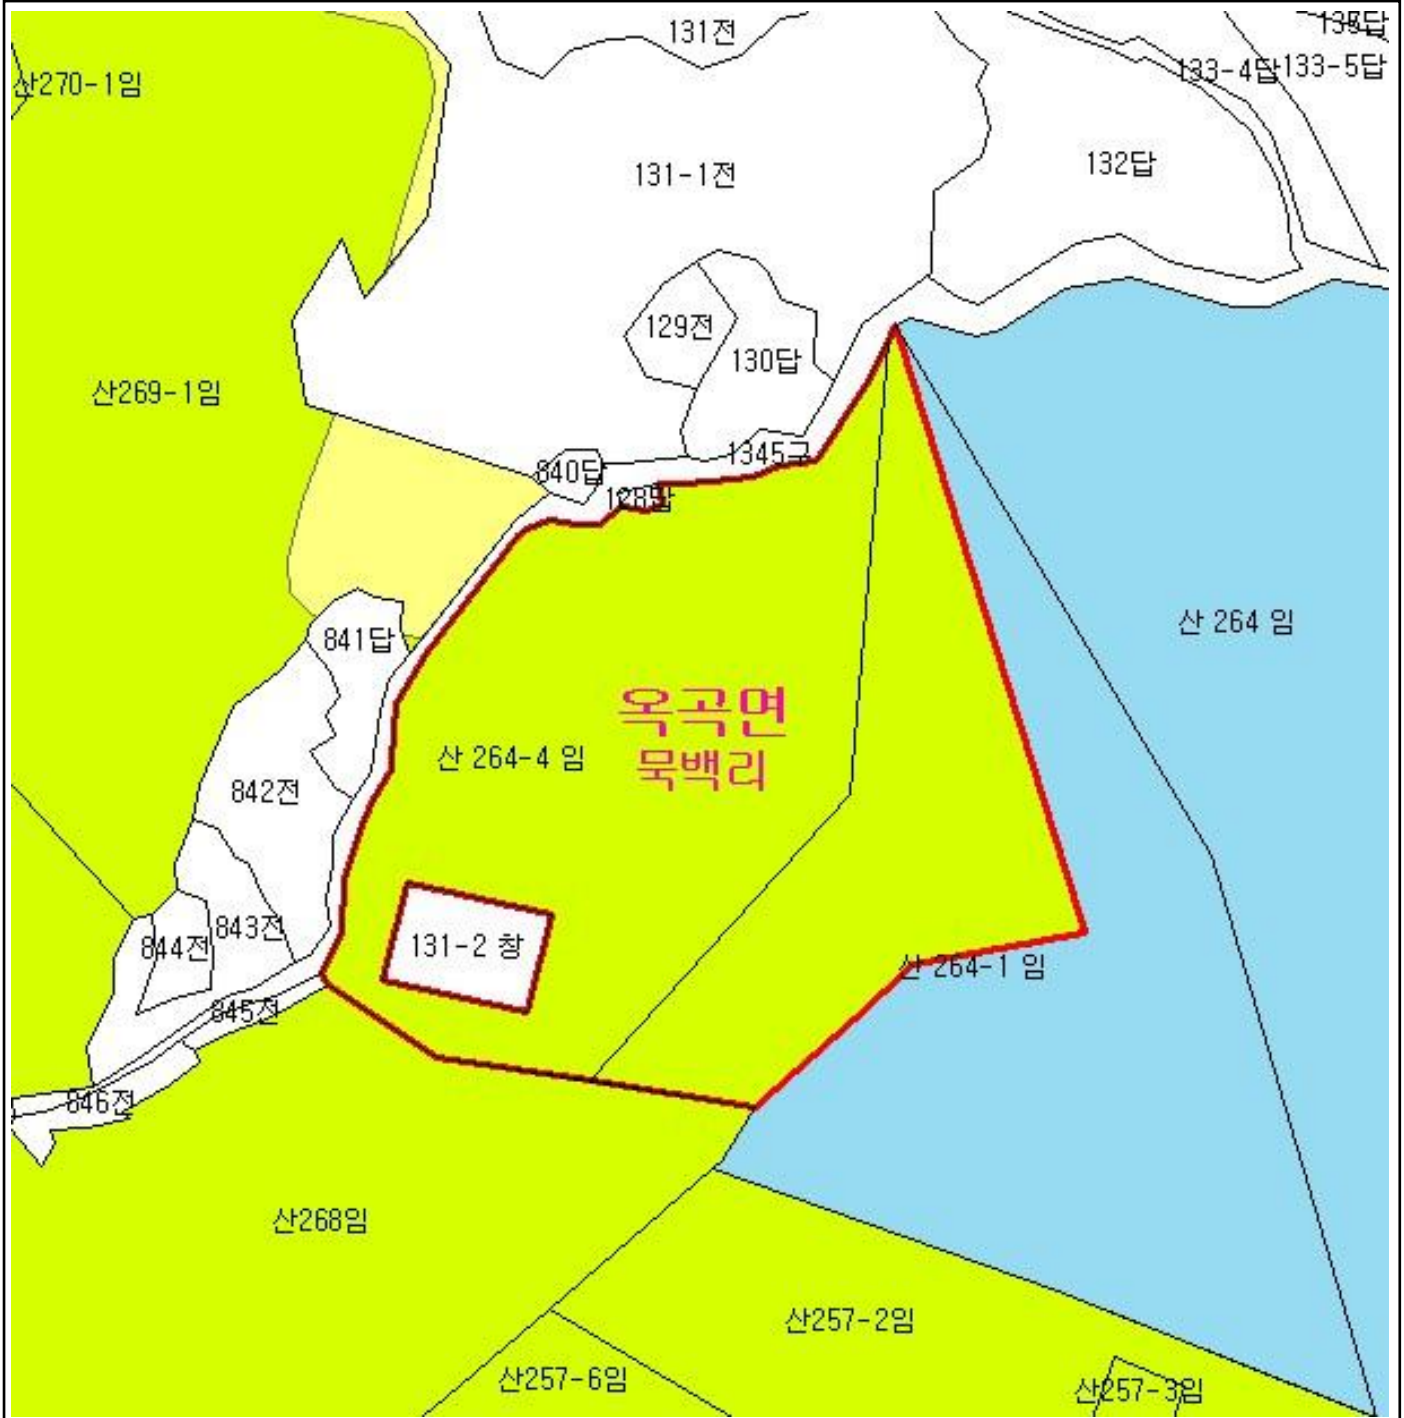 135답
131전
133-4답
133-5답
산270-1임
132답
131-1전
129전
130답
산269-1임
1345구
840답
128답
산 264 임
841답
옥곡면
묵백리
산 264-4 임
842전
843전
844전
131-2 창
산 264-1 임
845전
846전
산268임
산257-2임
산257-6임
산257-3임